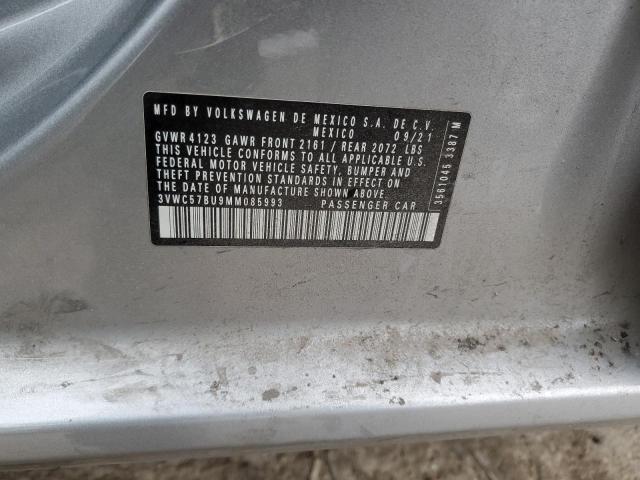 MFD BY VOLKSWAGEN DE MEXICO S.A. DE C.V.
MEXICO 09/21
GVWR 4123 GAWR FRONT 2161 / REAR 2072 LBS
THIS VEHICLE CONFORMS TO ALL APPLICABLE U.S.
FEDERAL MOTOR VEHICLE SAFETY, BUMPER AND
THEFT PREVENTION STANDARDS IN EFFECT ON
THE DATE OF MANUFACTURE SHOWN ABOVE.
3VWC57BU9MM085993 PASSENGER CAR
3561045 3387 M